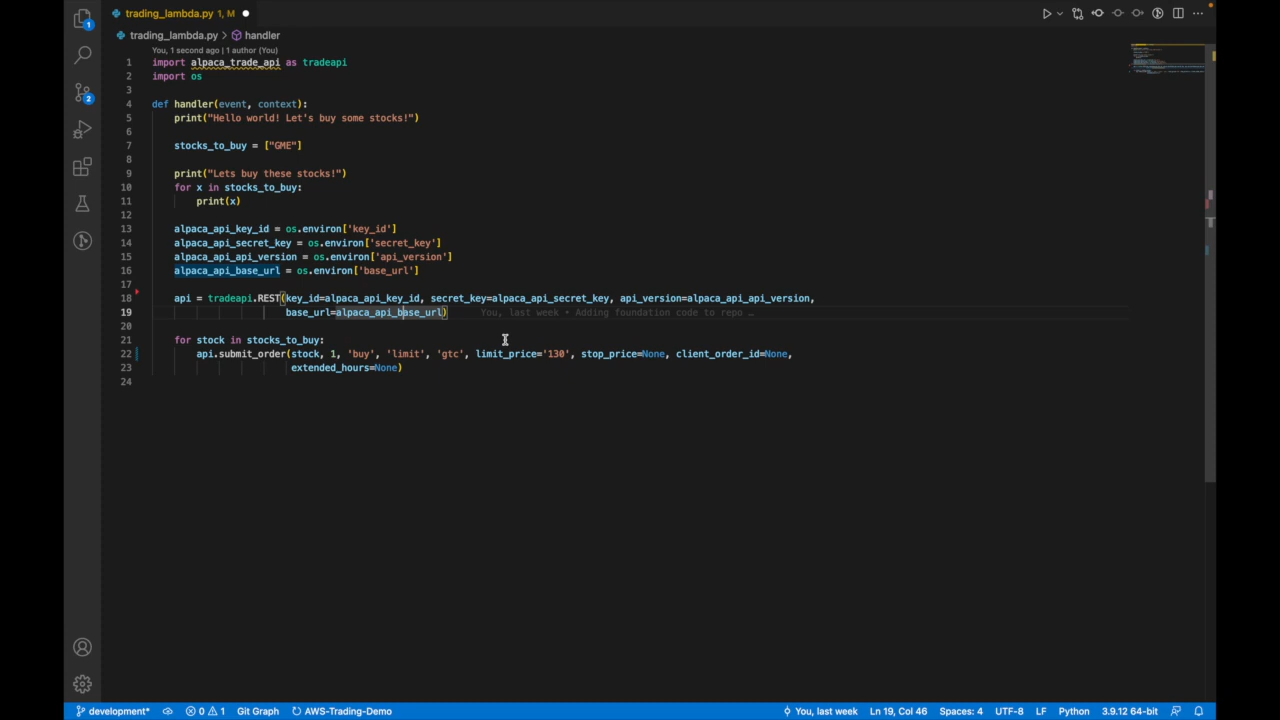 trading_lambda.py 1, M
trading_lambda.py > handler
You, 1 second ago | 1 author (You)
1 import alpaca_trade_api as tradeapi
2 import os
3
4 def handler(event, context):
5 print("Hello world! Let's buy some stocks!")
6
7 stocks_to_buy = ["GME"]
8
9 print("Lets buy these stocks!")
10 for x in stocks_to_buy:
11 print(x)
12
13 alpaca_api_key_id = os.environ['key_id']
14 alpaca_api_secret_key = os.environ['secret_key']
15 alpaca_api_api_version = os.environ['api_version']
16 alpaca_api_base_url = os.environ['base_url']
17
18 api = tradeapi.REST(key_id=alpaca_api_key_id, secret_key=alpaca_api_secret_key, api_version=alpaca_api_api_version,
19 base_url=alpaca_api_base_url) You, last week • Adding foundation code to repo …
20
21 for stock in stocks_to_buy:
22 api.submit_order(stock, 1, 'buy', 'limit', 'gtc', limit_price='130', stop_price=None, client_order_id=None,
23 extended_hours=None)
24
1
2
development* 0 1 Git Graph AWS-Trading-Demo You, last week Ln 19, Col 46 Spaces: 4 UTF-8 LF Python 3.9.12 64-bit